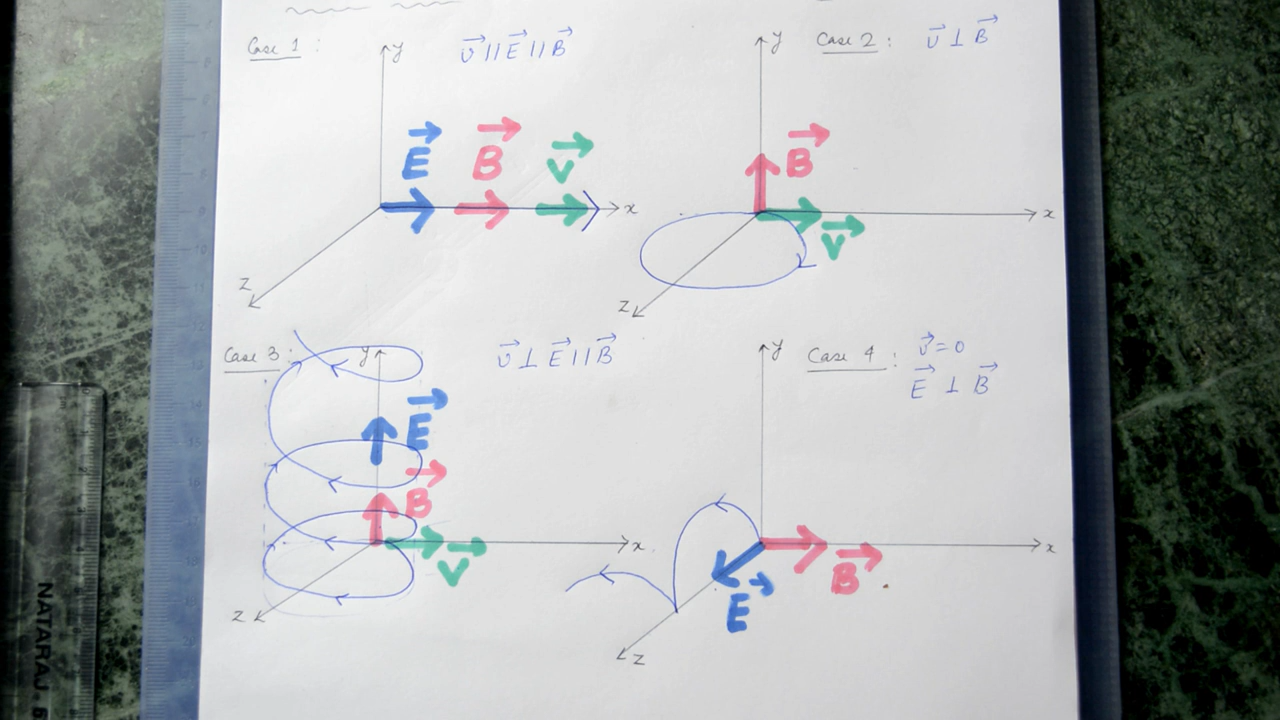 Case 1 :
y
v⃗ || E⃗ || B⃗
E⃗
B⃗
v⃗
x
z
Case 2 :
y
v⃗ ⊥ B⃗
B⃗
v⃗
x
z
Case 3 :
y
v⃗ ⊥ E⃗ || B⃗
E⃗
B⃗
v⃗
x
z
Case 4 :
v⃗ = 0
E⃗ ⊥ B⃗
y
B⃗
E⃗
x
z
NATARAJ